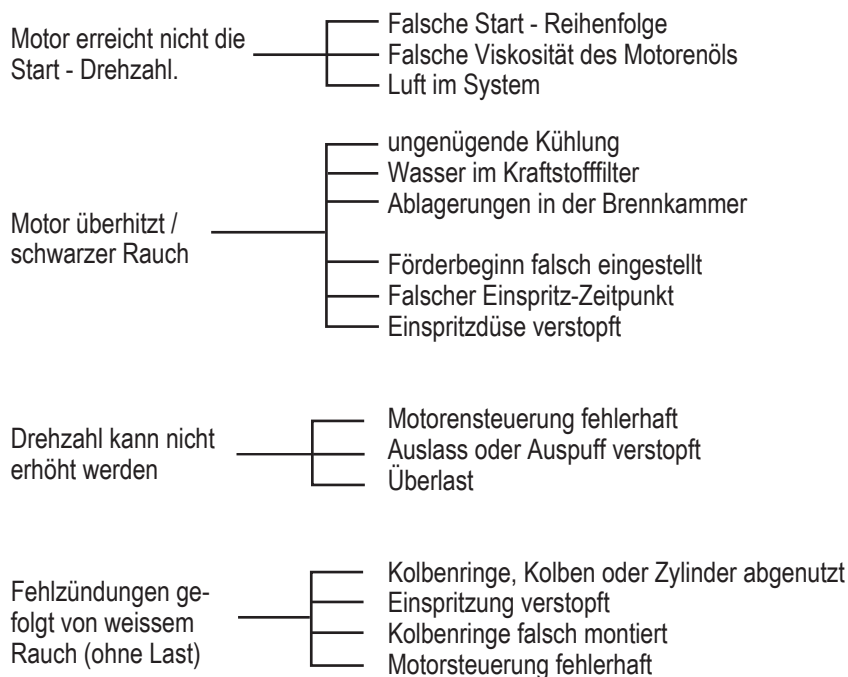 Motor erreicht nicht die
Start - Drehzahl.
Falsche Start - Reihenfolge
Falsche Viskosität des Motorenöls
Luft im System
Motor überhitzt /
schwarzer Rauch
ungenügende Kühlung
Wasser im Kraftstofffilter
Ablagerungen in der Brennkammer
Förderbeginn falsch eingestellt
Falscher Einspritz-Zeitpunkt
Einspritzdüse verstopft
Drehzahl kann nicht
erhöht werden
Motorensteuerung fehlerhaft
Auslass oder Auspuff verstopft
Überlast
Fehlzündungen ge-
folgt von weissem
Rauch (ohne Last)
Kolbenringe, Kolben oder Zylinder abgenutzt
Einspritzung verstopft
Kolbenringe falsch montiert
Motorsteuerung fehlerhaft